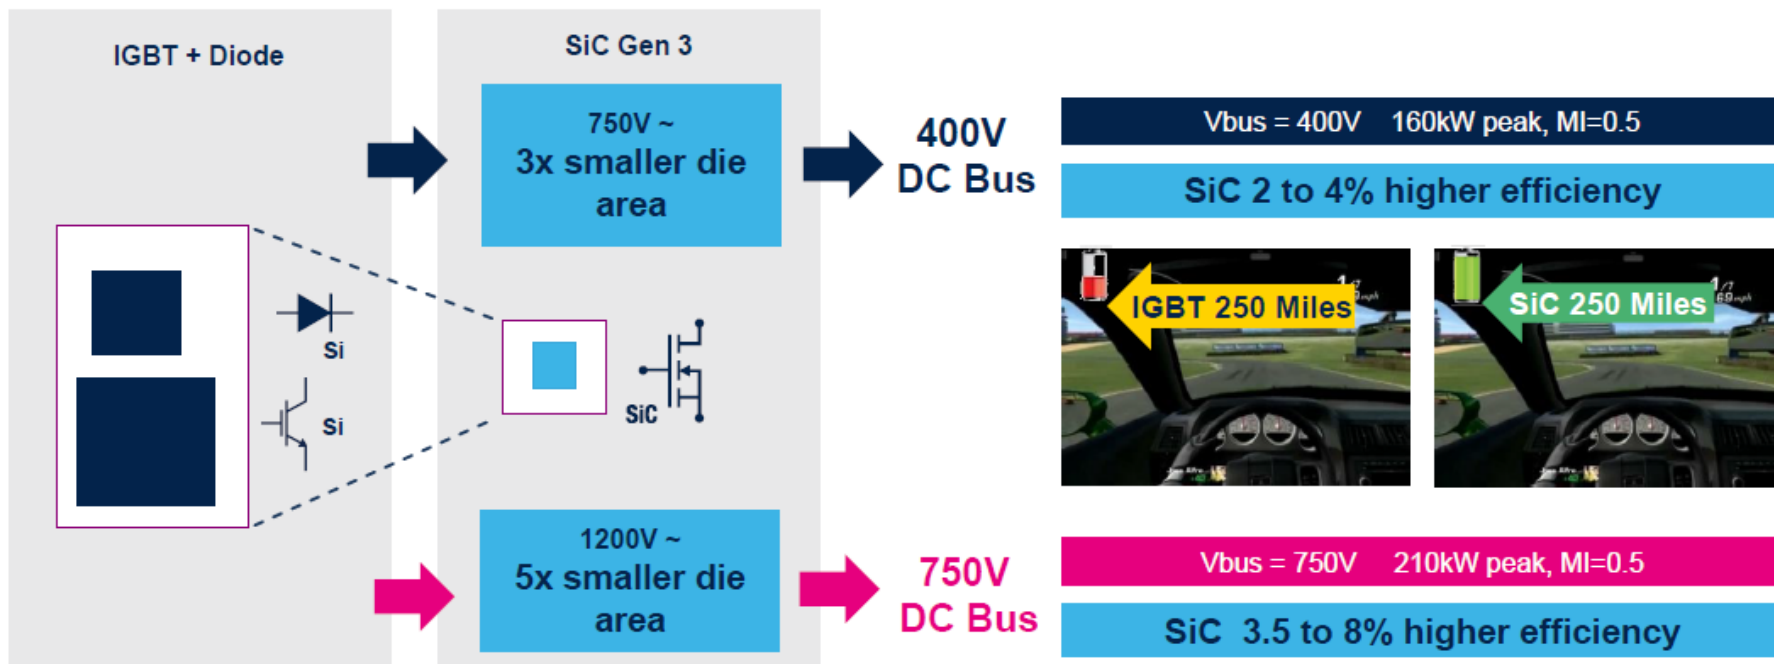 IGBT + Diode
Si
Si
SiC Gen 3
750V ~
3x smaller die
area
SiC
1200V ~
5x smaller die
area
400V
DC Bus
750V
DC Bus
Vbus = 400V 160kW peak, MI=0.5
SiC 2 to 4% higher efficiency
IGBT 250 Miles
SiC 250 Miles
Vbus = 750V 210kW peak, MI=0.5
SiC 3.5 to 8% higher efficiency